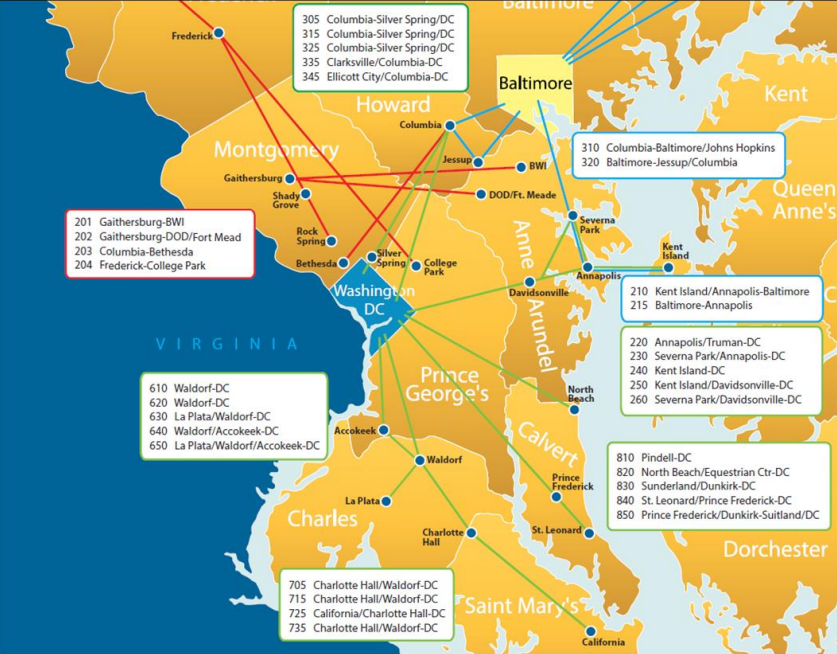 Baltimore
305 Columbia-Silver Spring/DC
315 Columbia-Silver Spring/DC
325 Columbia-Silver Spring/DC
335 Clarksville/Columbia-DC
345 Ellicott City/Columbia-DC
Frederick
Baltimore
Kent
Howard
Columbia
Montgomery
310 Columbia-Baltimore/Johns Hopkins
320 Baltimore-Jessup/Columbia
Jessup
BWI
Gaithersburg
Shady
Grove
DOD/Ft. Meade
Queen
Anne's
201 Gaithersburg-BWI
202 Gaithersburg-DOD/Fort Mead
203 Columbia-Bethesda
204 Frederick-College Park
Rock
Spring
Severna
Park
Anne
Arundel
Kent
Island
Bethesda
Silver
Spring
College
Park
Annapolis
Davidsonville
Washington
DC
210 Kent Island/Annapolis-Baltimore
215 Baltimore-Annapolis
C
VIRGINIA
220 Annapolis/Truman-DC
230 Severna Park/Annapolis-DC
240 Kent Island-DC
250 Kent Island/Davidsonville-DC
260 Severna Park/Davidsonville-DC
610 Waldorf-DC
620 Waldorf-DC
630 La Plata/Waldorf-DC
640 Waldorf/Accokeek-DC
650 La Plata/Waldorf/Accokeek-DC
Prince
George's
North
Beach
Accokeek
Calvert
Waldorf
810 Pindell-DC
820 North Beach/Equestrian Ctr-DC
830 Sunderland/Dunkirk-DC
840 St. Leonard/Prince Frederick-DC
850 Prince Frederick/Dunkirk-Suitland/DC
Prince
Frederick
La Plata
Charles
Charlotte
Hall
St. Leonard
Dorchester
705 Charlotte Hall/Waldorf-DC
715 Charlotte Hall/Waldorf-DC
725 California/Charlotte Hall-DC
735 Charlotte Hall/Waldorf-DC
Saint Mary's
California